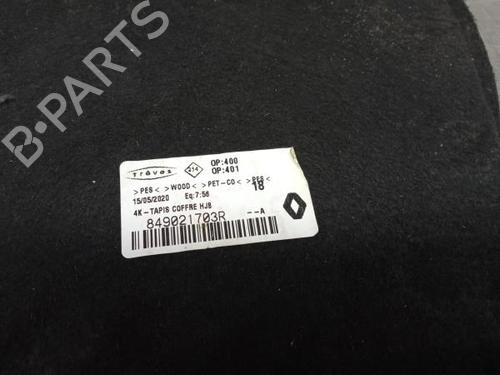 B-PARTS
Trèves
214
OP:400
OP:401
>PES< >WOOD< >PET-CO< >PES<
18
15/05/2020 Eq:7:56
4K-TAPIS COFFRE HJB
849021703R --A